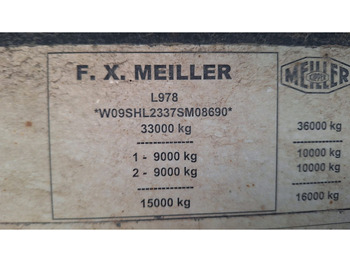 F. X. MEILLER
MEILLER
KIPPER
L978
*W09SHL2337SM08690*
33000 kg 36000 kg
--------------
1 - 9000 kg 10000 kg
2 - 9000 kg 10000 kg
--------------
15000 kg 16000 kg